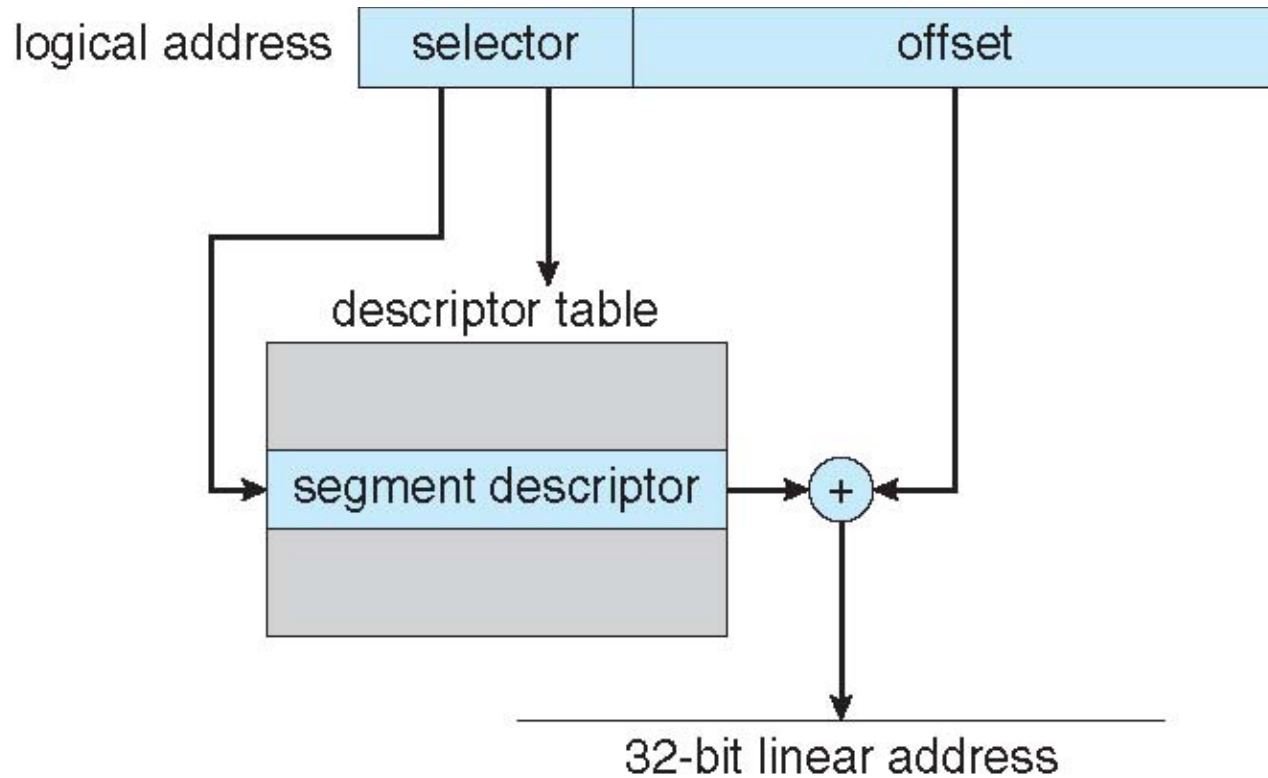 logical address selector offset
descriptor table
segment descriptor +
32-bit linear address